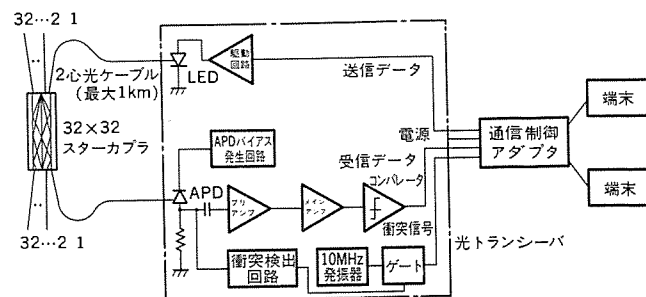 32…2 1
2心光ケーブル
(最大1km)
32×32
スターカプラ
32…2 1
LED
駆動
回路
送信データ
APDバイアス
発生回路
電源
受信データ
APD
プリ
アンプ
メイン
アンプ
コンパレータ
衝突信号
衝突検出
回路
10MHz
発振器
ゲート
光トランシーバ
通信制御
アダプタ
端末
端末